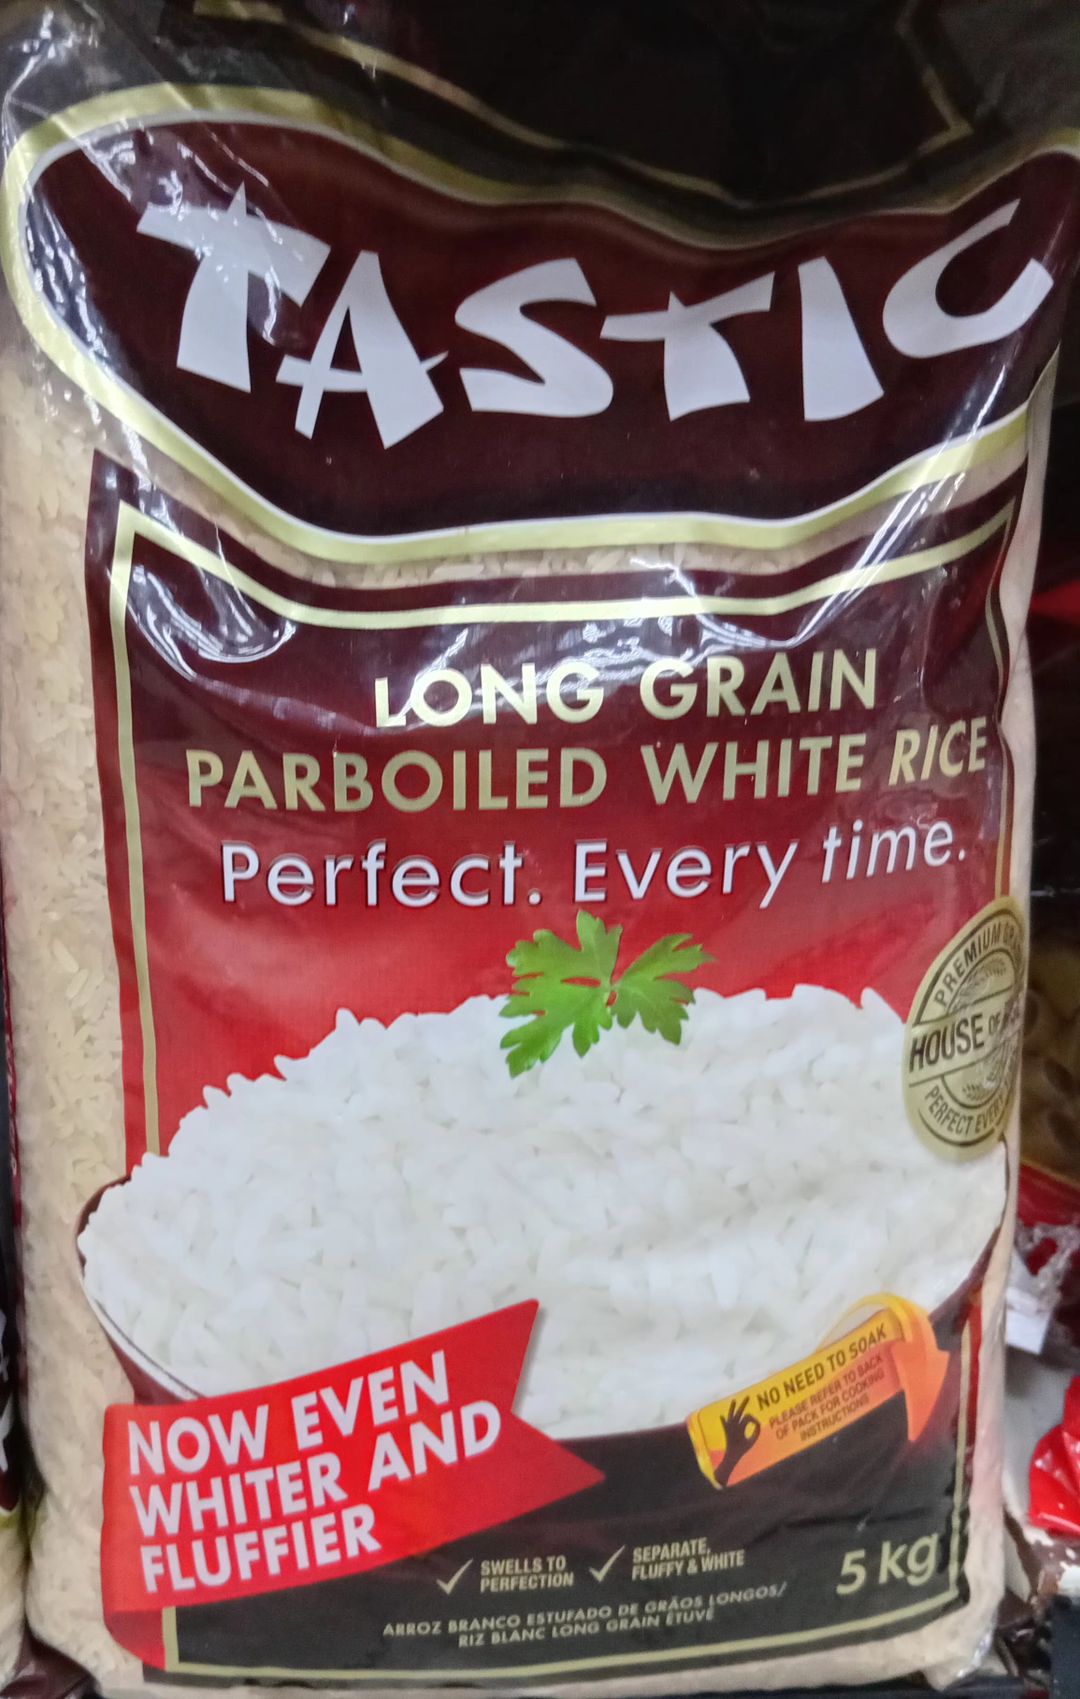 TASTIC
LONG GRAIN
PARBOILED WHITE RICE
Perfect. Every time.
PREMIUM
HOUSE OF
PERFECT EVERY
NO NEED TO SOAK
PLEASE REFER TO BACK
OF PACK FOR COOKING
INSTRUCTIONS
NOW EVEN
WHITER AND
FLUFFIER
SWELLS TO
PERFECTION
SEPARATE,
FLUFFY & WHITE
5 kg
ARROZ BRANCO ESTUFADO DE GRÃOS LONGOS/
RIZ BLANC LONG GRAIN ÉTUVÉ